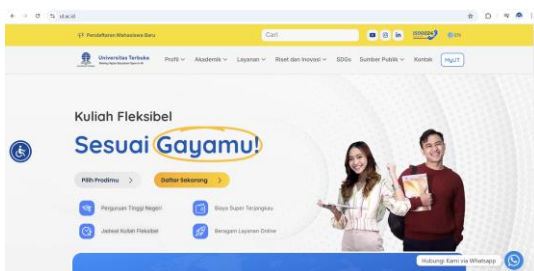 ut.ac.id
Pendaftaran Mahasiswa Baru
Cari
EN
Universitas Terbuka
Profil
Akademik
Layanan
Riset dan Inovasi
SDGs
Sumber Publik
Kontak
MyUT
Kuliah Fleksibel
Sesuai Gayamu!
Pilih Prodimu
Daftar Sekarang
Perguruan Tinggi Negeri
Biaya Super Terjangkau
Jadwal Kuliah Fleksibel
Beragam Layanan Online
Hubungi Kami via Whatsapp